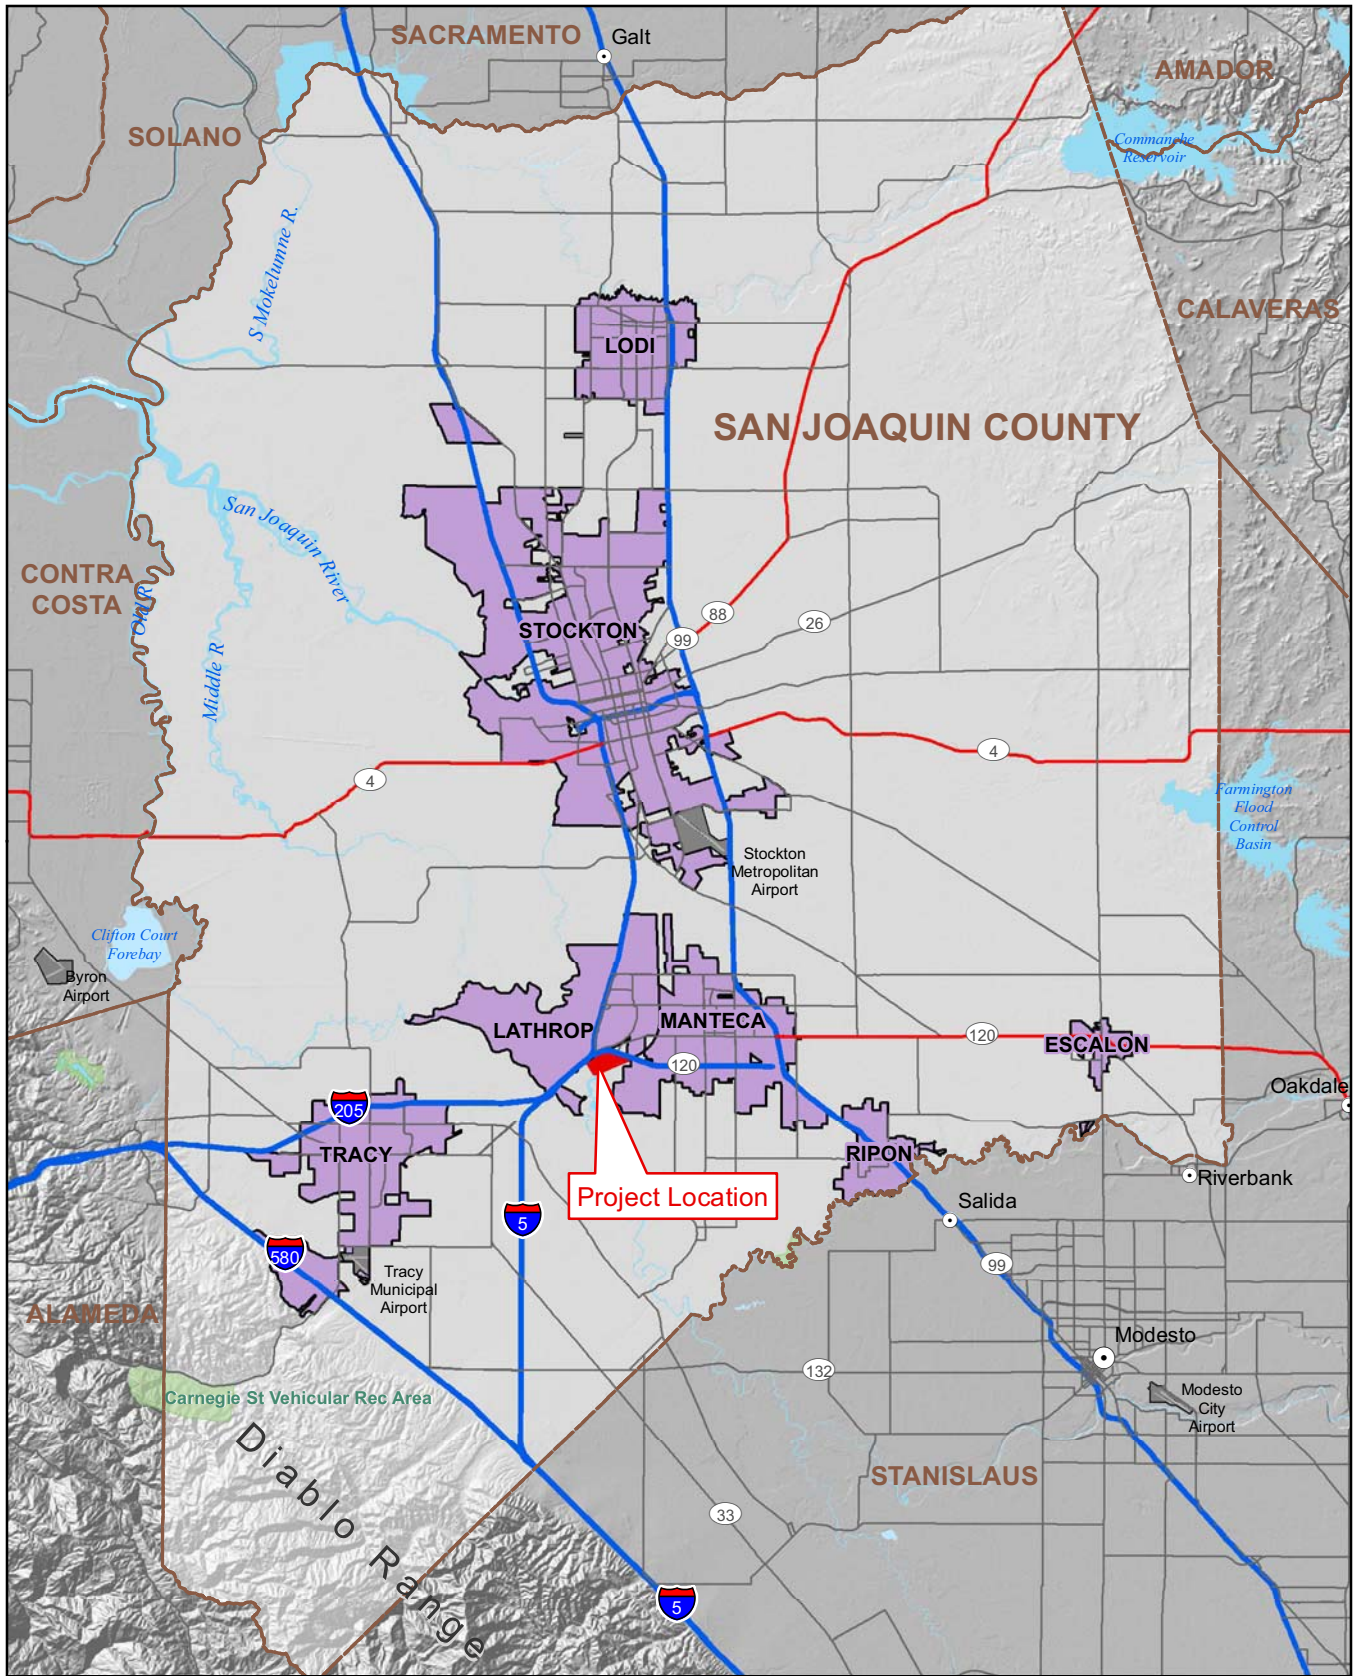 SACRAMENTO
Galt
AMADOR
SOLANO
Commanche
Reservoir
S Mokelumne R.
CALAVERAS
LODI
SAN JOAQUIN COUNTY
San Joaquin River
CONTRA
COSTA
Old R
Middle R
STOCKTON
88
99
26
4
4
Farmington
Flood
Control
Basin
Stockton
Metropolitan
Airport
Clifton Court
Forebay
Byron
Airport
LATHROP
MANTECA
120
ESCALON
120
Oakdale
205
TRACY
RIPON
Riverbank
Project Location
Salida
5
580
99
Tracy
Municipal
Airport
ALAMEDA
Modesto
132
Modesto
City
Airport
Carnegie St Vehicular Rec Area
Diablo Range
STANISLAUS
33
5